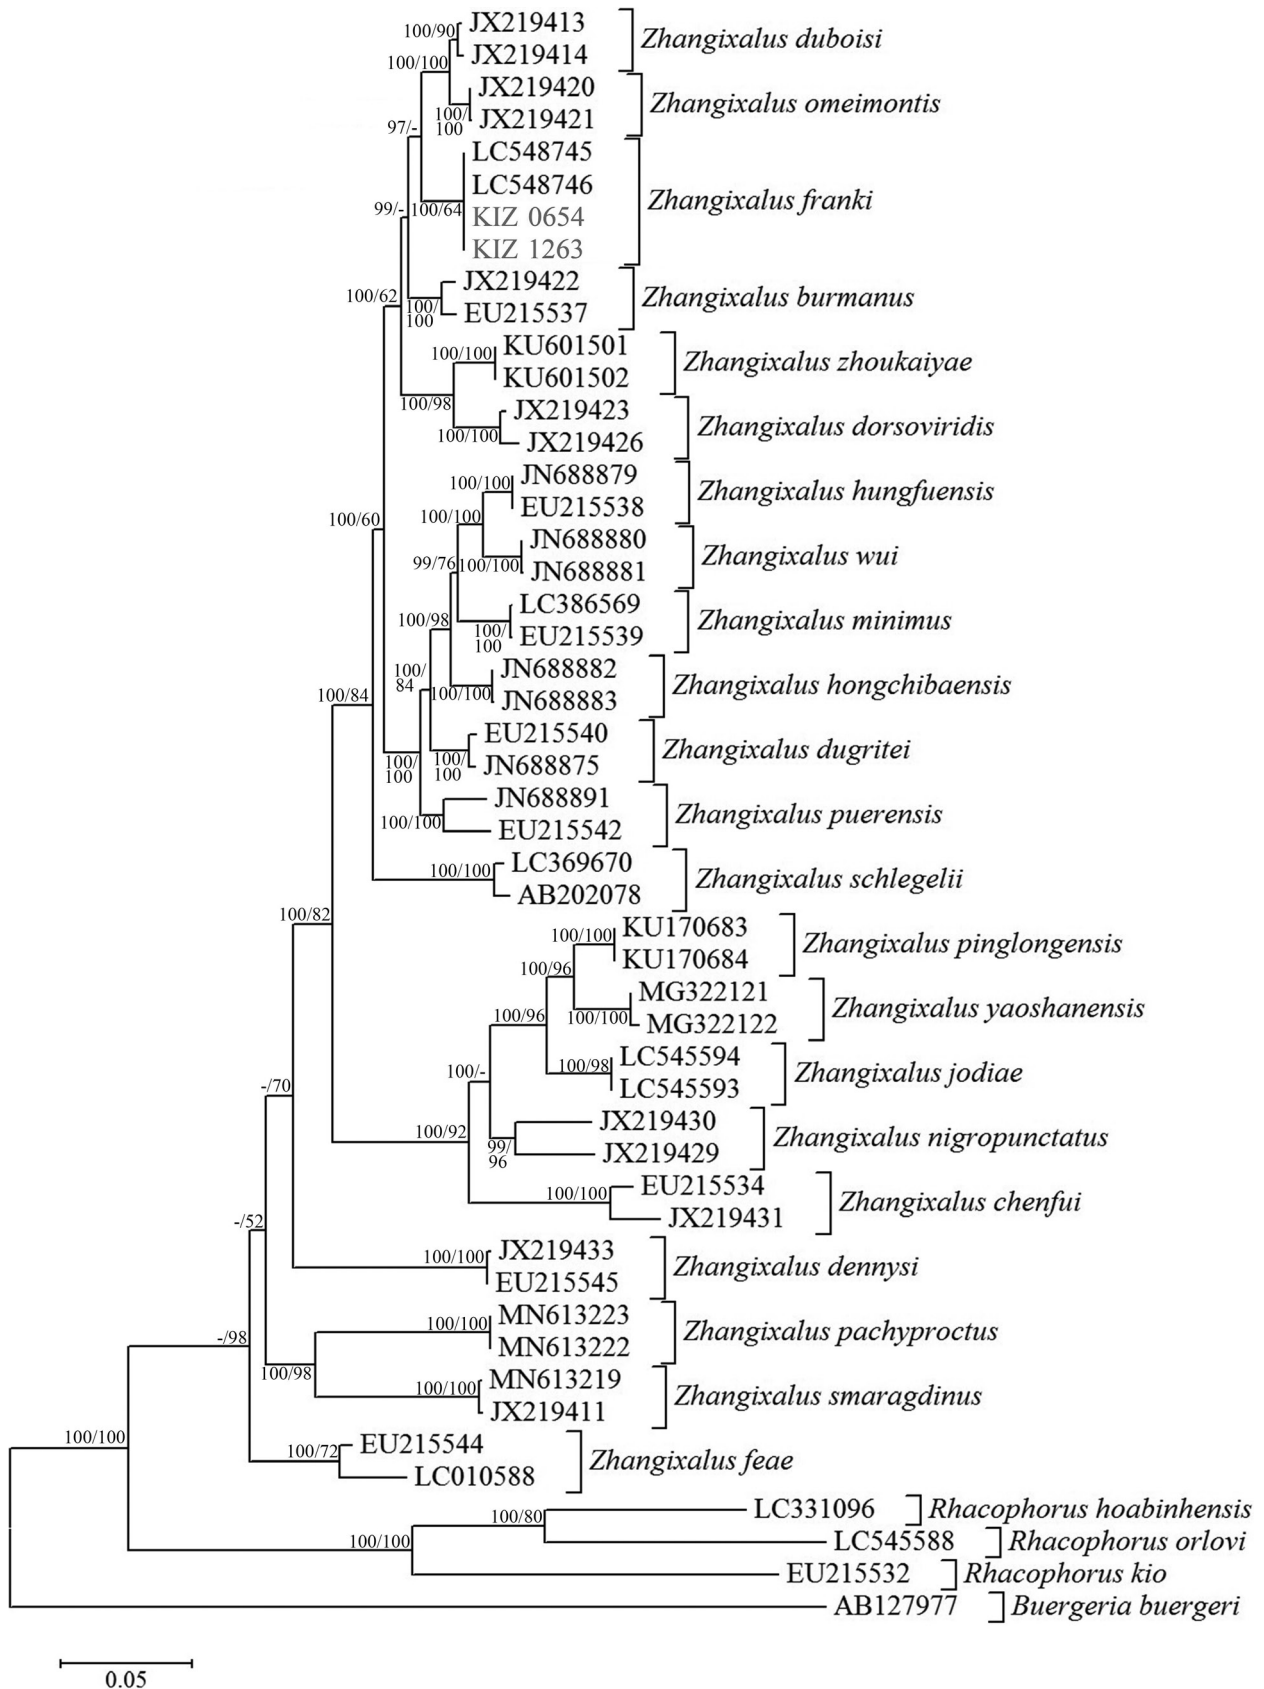 100/90 JX219413
JX219414
Zhangixalus duboisi
100/100
JX219420
JX219421
Zhangixalus omeimontis
100/
100
97/-
LC548745
LC548746
KIZ 0654
KIZ 1263
Zhangixalus franki
99/-
100/64
JX219422
EU215537
Zhangixalus burmanus
100/62
100/
100
KU601501
KU601502
Zhangixalus zhoukaiyae
100/100
100/98
JX219423
JX219426
Zhangixalus dorsoviridis
100/100
JN688879
EU215538
Zhangixalus hungfuensis
100/100
100/60
100/100
JN688880
JN688881
Zhangixalus wui
99/76
100/100
LC386569
EU215539
Zhangixalus minimus
100/98
100/
100
JN688882
JN688883
Zhangixalus hongchibaensis
100/
84
100/100
100/84
EU215540
JN688875
Zhangixalus dugritei
100/
100
100/
100
JN688891
EU215542
Zhangixalus puerensis
100/100
LC369670
AB202078
Zhangixalus schlegelii
100/100
100/82
KU170683
KU170684
Zhangixalus pinglongensis
100/100
100/96
MG322121
MG322122
Zhangixalus yaoshanensis
100/96
100/100
LC545594
LC545593
Zhangixalus jodiae
100/98
100/-
-/70
JX219430
JX219429
Zhangixalus nigropunctatus
100/92
99/
96
EU215534
JX219431
Zhangixalus chenfui
100/100
-/52
JX219433
EU215545
Zhangixalus dennysi
100/100
MN613223
MN613222
Zhangixalus pachyproctus
100/100
-/98
100/98
MN613219
JX219411
Zhangixalus smaragdinus
100/100
100/100
EU215544
LC010588
Zhangixalus feae
100/72
LC331096 Rhacophorus hoabinhensis
100/80
LC545588 Rhacophorus orlovi
100/100
EU215532 Rhacophorus kio
AB127977 Buergeria buergeri
0.05